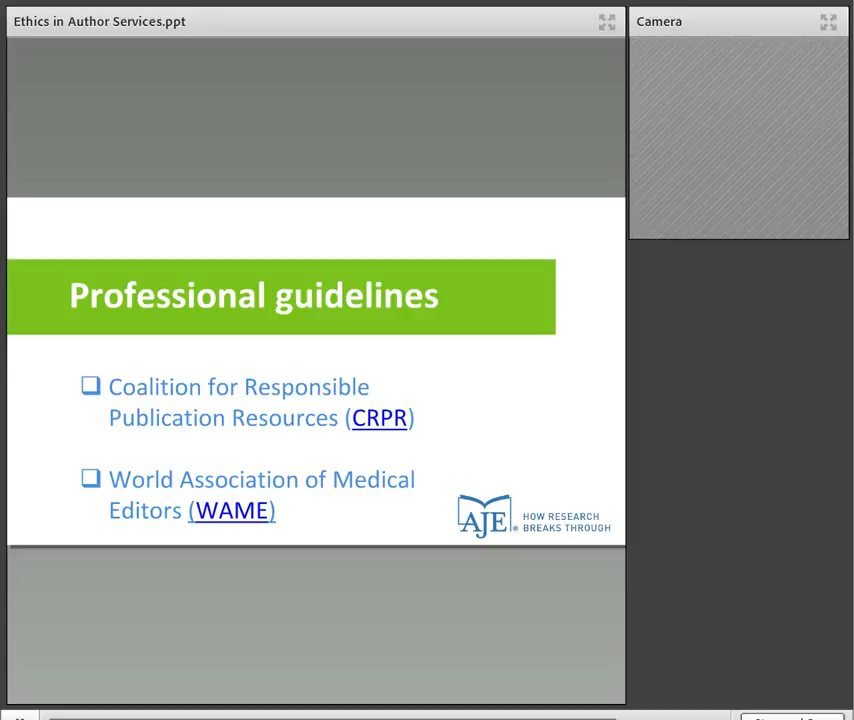 Ethics in Author Services.ppt
Camera
Professional guidelines
Coalition for Responsible
Publication Resources (CRPR)
World Association of Medical
Editors (WAME)
AJE® HOW RESEARCH
BREAKS THROUGH